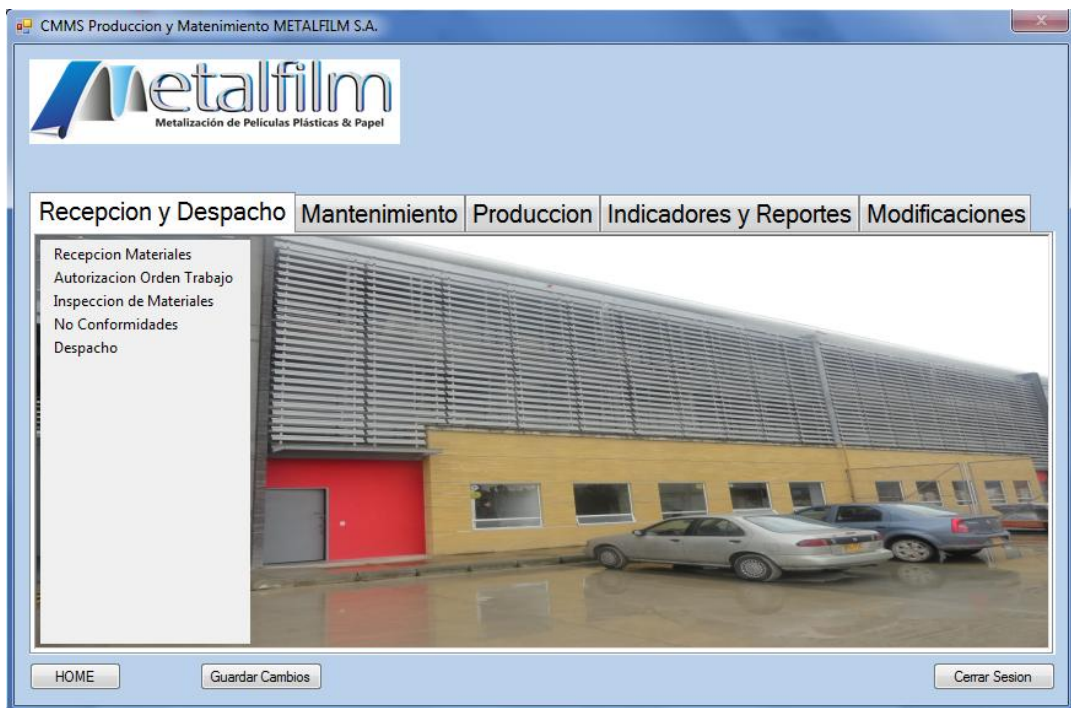 CMMS Produccion y Matenimiento METALFILM S.A.
Metalfilm
Metalización de Películas Plásticas & Papel
Recepcion y Despacho Mantenimiento Produccion Indicadores y Reportes Modificaciones
Recepcion Materiales
Autorizacion Orden Trabajo
Inspeccion de Materiales
No Conformidades
Despacho
HOME Guardar Cambios Cerrar Sesion